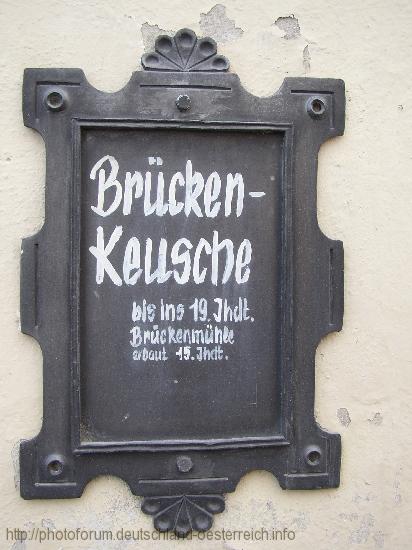 Brücken-
Keusche
bis ins 19. Jhdt.
Brückenmühle
erbaut 15. Jhdt.
http://photoforum.deutschland-oesterreich.info